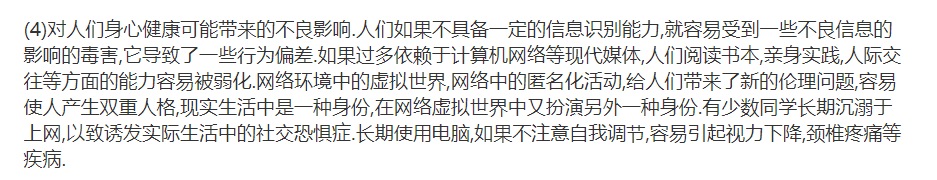 (4)对人们身心健康可能带来的不良影响.人们如果不具备一定的信息识别能力,就容易受到一些不良信息的
影响的毒害,它导致了一些行为偏差.如果过多依赖于计算机网络等现代媒体,人们阅读书本,亲身实践,人际交
往等方面的能力容易被弱化.网络环境中的虚拟世界,网络中的匿名化活动,给人们带来了新的伦理问题,容易
使人产生双重人格,现实生活中是一种身份,在网络虚拟世界中又扮演另外一种身份.有少数同学长期沉溺于
上网,以致诱发实际生活中的社交恐惧症.长期使用电脑,如果不注意自我调节,容易引起视力下降,颈椎疼痛等
疾病.